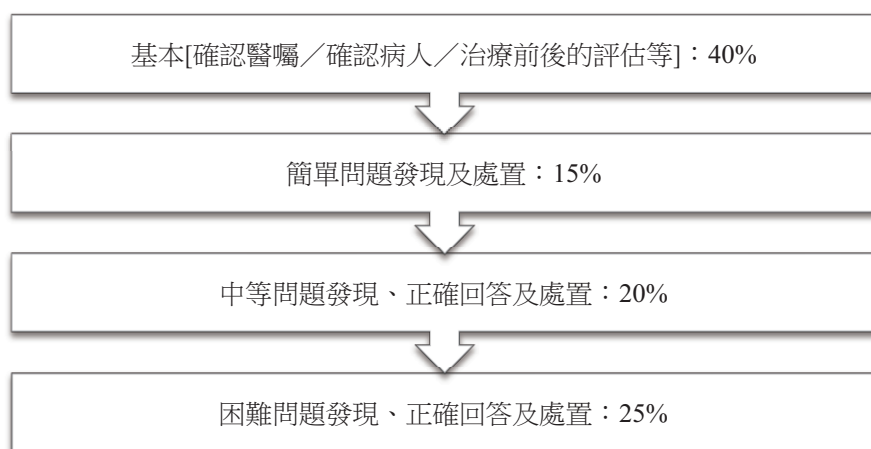 基本[確認醫囑／確認病人／治療前後的評估等]：40%
簡單問題發現及處置：15%
中等問題發現、正確回答及處置：20%
困難問題發現、正確回答及處置：25%